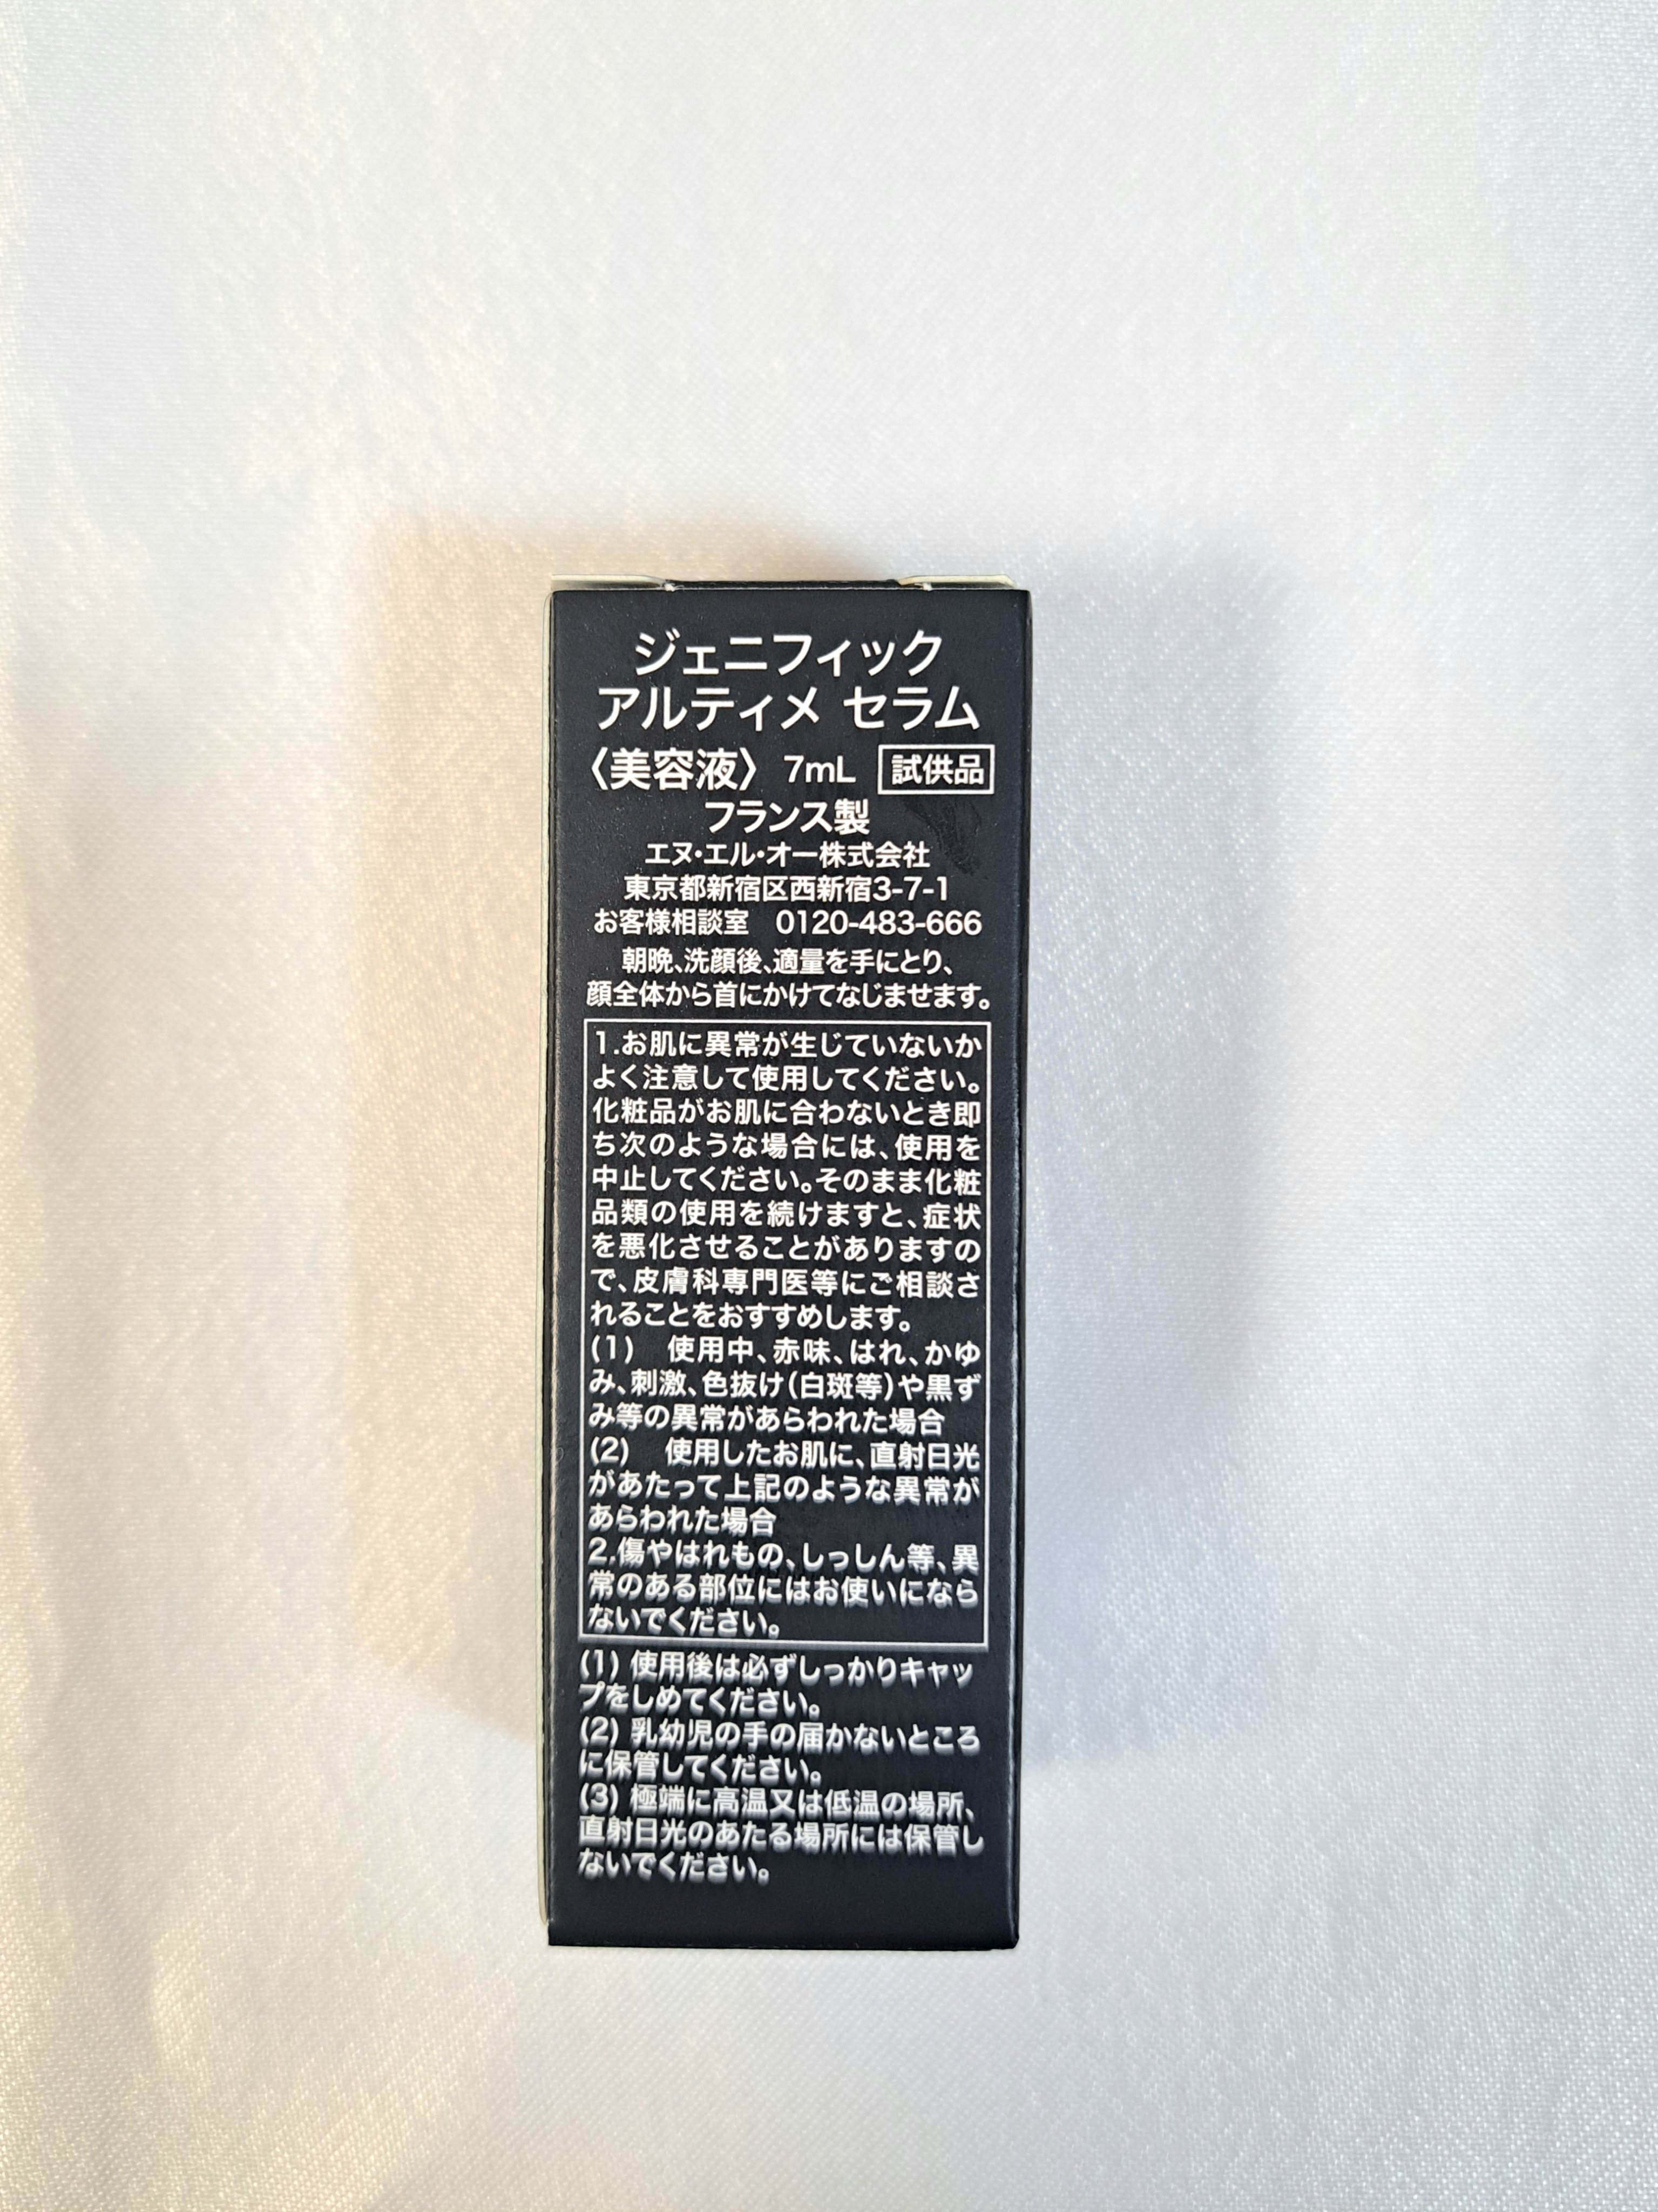 ジェニフィック
アルティメ セラム
〈美容液〉 7mL 試供品
フランス製
エヌ・エル・オー株式会社
東京都新宿区西新宿3-7-1
お客様相談室　0120-483-666
朝晩、洗顔後、適量を手にとり、
顔全体から首にかけてなじませます。
1.お肌に異常が生じていないか
よく注意して使用してください。
化粧品がお肌に合わないとき即
ち次のような場合には、使用を
中止してください。そのまま化粧
品類の使用を続けますと、症状
を悪化させることがありますの
で、皮膚科専門医等にご相談さ
れることをおすすめします。
(1)　使用中、赤味、はれ、かゆ
み、刺激、色抜け(白斑等)や黒ず
み等の異常があらわれた場合
(2)　使用したお肌に、直射日光
があたって上記のような異常が
あらわれた場合
2.傷やはれもの、しっしん等、異
常のある部位にはお使いになら
ないでください。
(1) 使用後は必ずしっかりキャッ
プをしめてください。
(2) 乳幼児の手の届かないところ
に保管してください。
(3) 極端に高温又は低温の場所、
直射日光のあたる場所には保管し
ないでください。